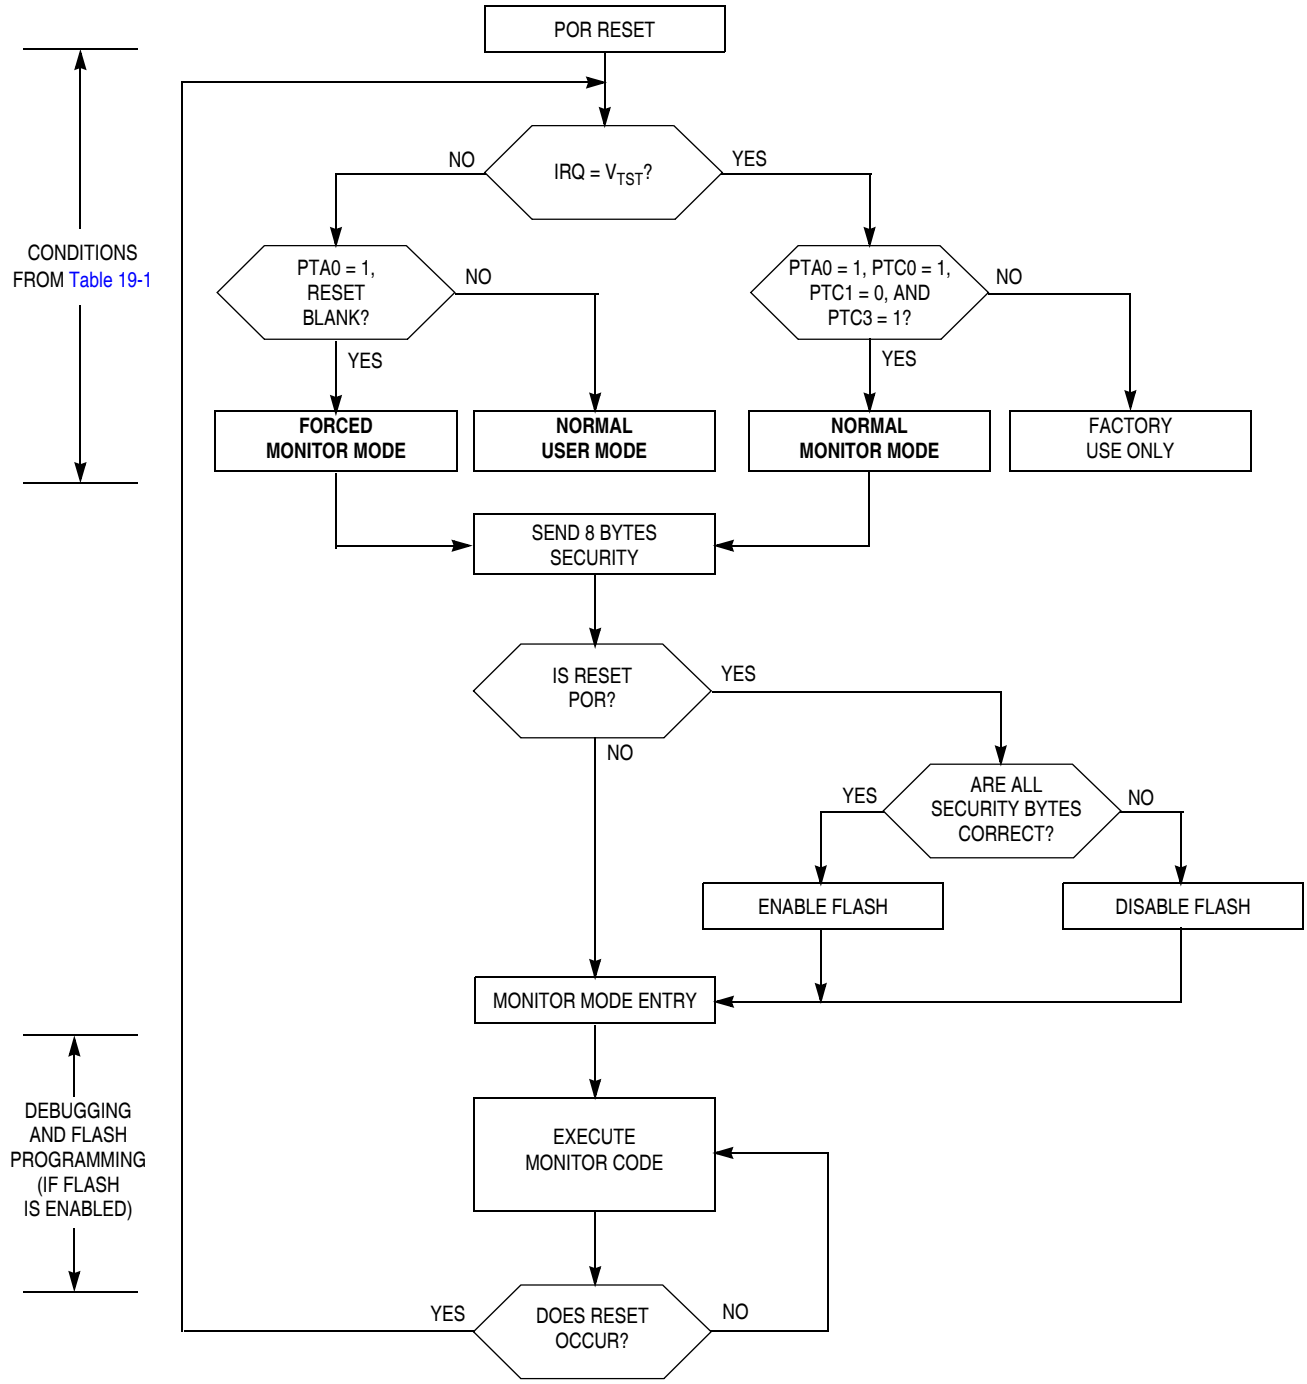 POR RESET
IRQ = VTST?
NO
YES
CONDITIONS
FROM Table 19-1
PTA0 = 1,
RESET
BLANK?
NO
YES
PTA0 = 1, PTC0 = 1,
PTC1 = 0, AND
PTC3 = 1?
NO
YES
FORCED
MONITOR MODE
NORMAL
USER MODE
NORMAL
MONITOR MODE
FACTORY
USE ONLY
SEND 8 BYTES
SECURITY
IS RESET
POR?
YES
NO
ARE ALL
SECURITY BYTES
CORRECT?
YES
NO
ENABLE FLASH
DISABLE FLASH
MONITOR MODE ENTRY
DEBUGGING
AND FLASH
PROGRAMMING
(IF FLASH
IS ENABLED)
EXECUTE
MONITOR CODE
DOES RESET
OCCUR?
YES
NO